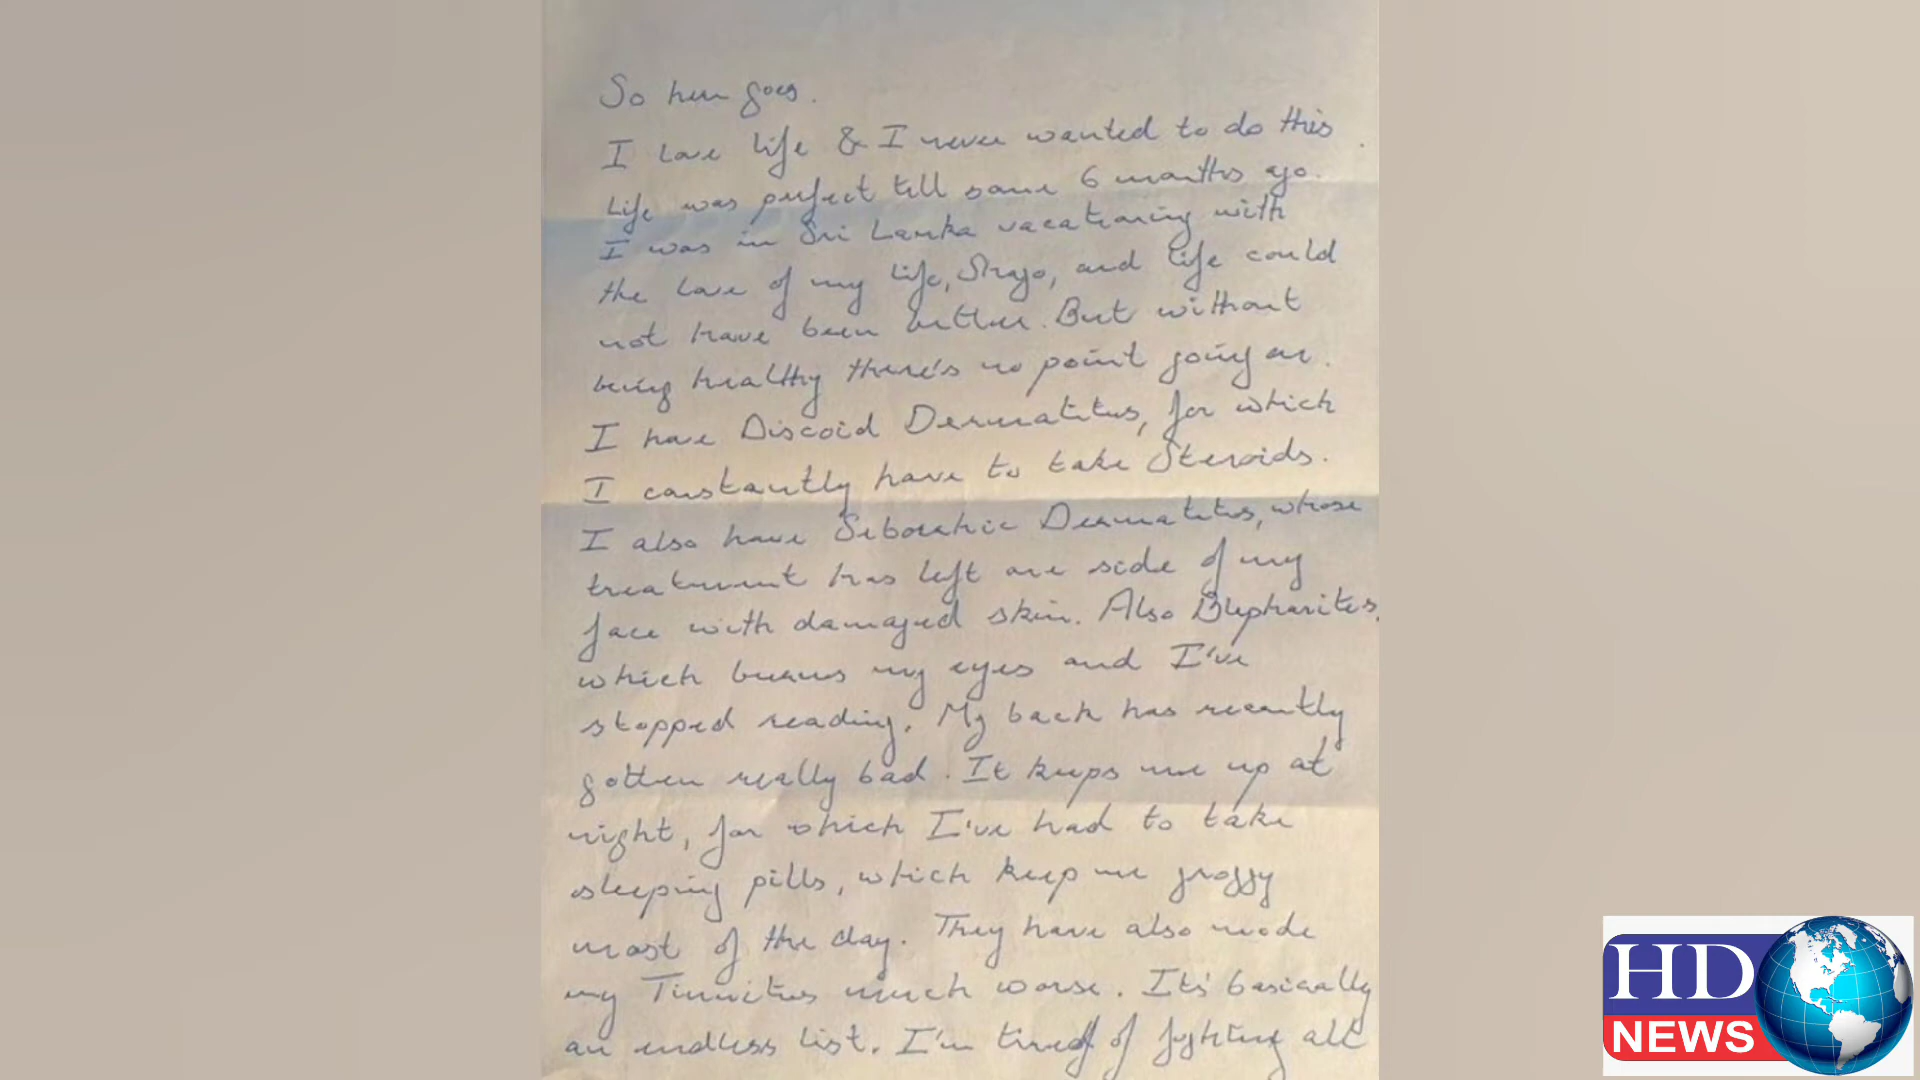 So here goes.
I love life & I never wanted to do this.
Life was perfect till some 6 months ago.
I was in Sri Lanka vacationing with
the love of my life, and life could
not have been better. But without
being healthy there's no point going on.
I have Discoid Dermatitus, for which
I constantly have to take Steroids.
I also have Seborrhic Dermatitus, whose
treatment has left one side of my
face with damaged skin. Also Blepharites,
which burns my eyes and I've
stopped reading. My back has recently
gotten really bad. It keeps me up at
night, for which I've had to take
sleeping pills, which keep me groggy
most of the day. They have also made
my Tinnitus much worse. It's basically
an endless list. I'm tired of fighting all
HD
NEWS